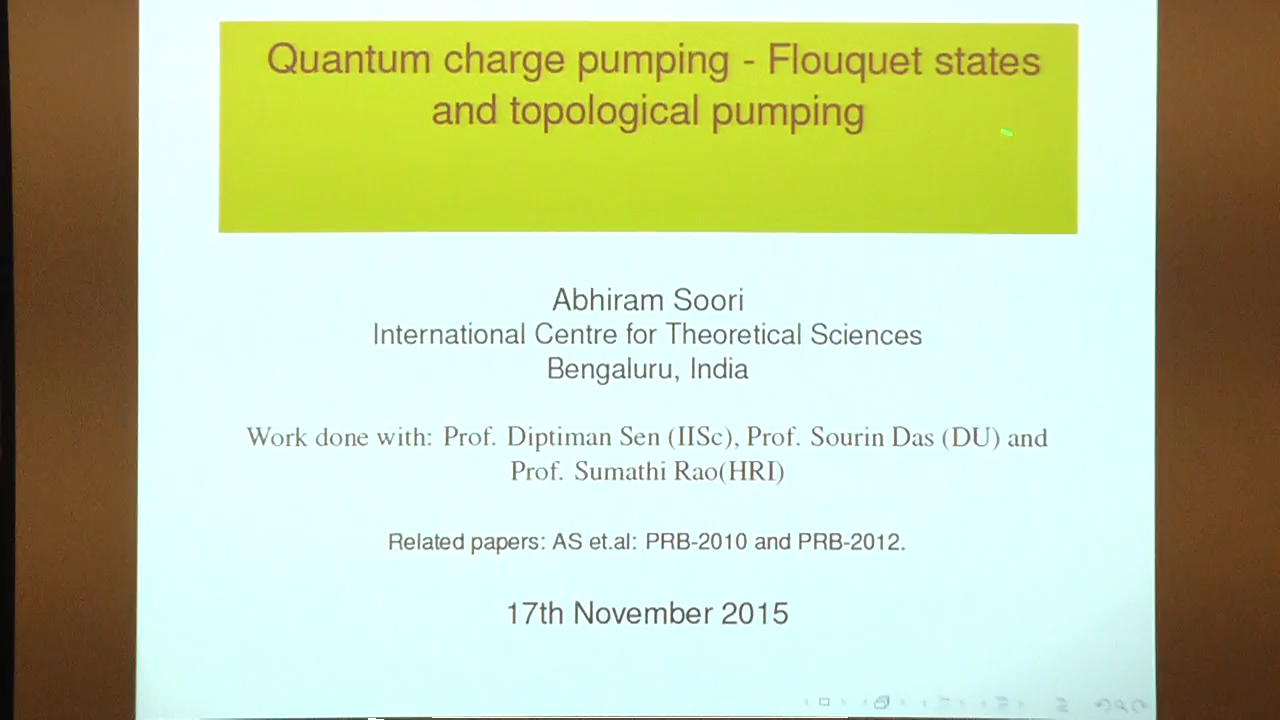 Quantum charge pumping - Flouquet states
and topological pumping
Abhiram Soori
International Centre for Theoretical Sciences
Bengaluru, India
Work done with: Prof. Diptiman Sen (IISc), Prof. Sourin Das (DU) and
Prof. Sumathi Rao(HRI)
Related papers: AS et.al: PRB-2010 and PRB-2012.
17th November 2015